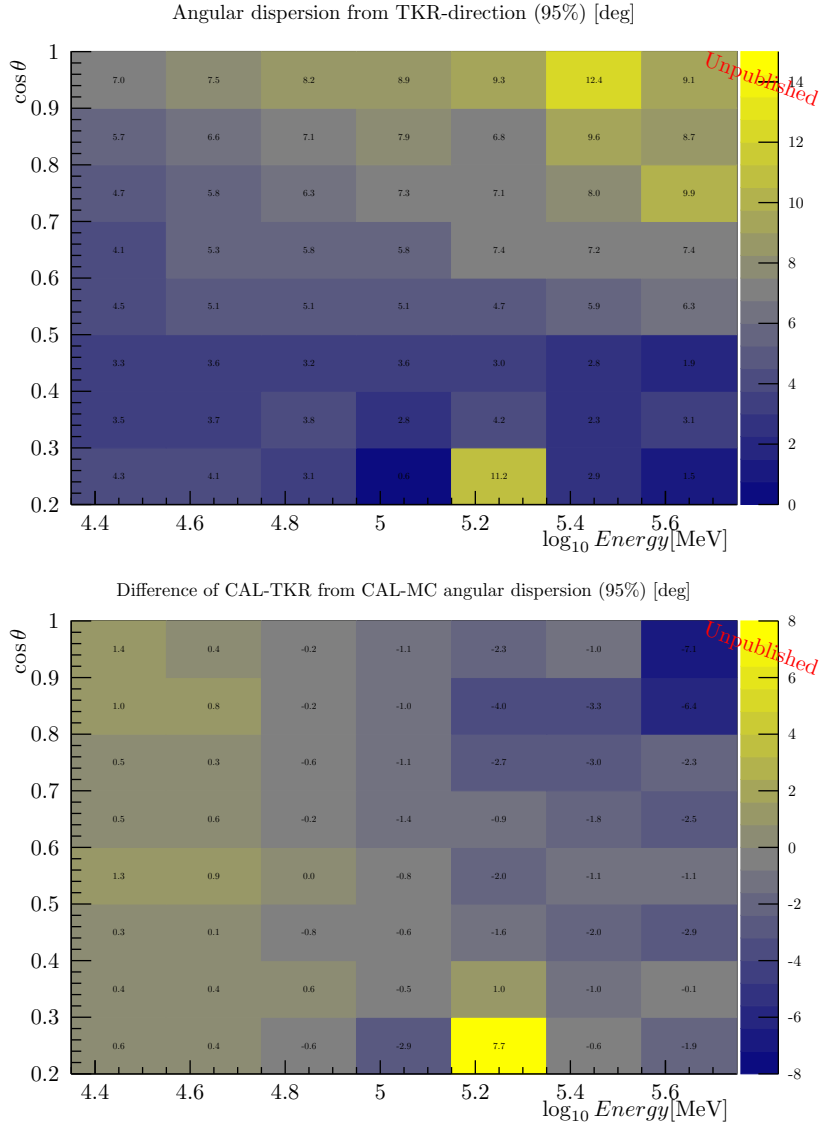 Angular dispersion from TKR-direction (95%) [deg]
Unpublished
cos θ
1 7.0 7.5 8.2 8.9 9.3 12.4 9.1 14
0.9
5.7 6.6 7.1 7.9 6.8 9.6 8.7 12
0.8
4.7 5.8 6.3 7.3 7.1 8.0 9.9 10
0.7
4.1 5.3 5.8 5.8 7.4 7.2 7.4 8
0.6
4.5 5.1 5.1 5.1 4.7 5.9 6.3 6
0.5
3.3 3.6 3.2 3.6 3.0 2.8 1.9 4
0.4
3.5 3.7 3.8 2.8 4.2 2.3 3.1 2
0.3
4.3 4.1 3.1 0.6 11.2 2.9 1.5 0
0.2
4.4 4.6 4.8 5 5.2 5.4 5.6
log10 Energy[MeV]
Difference of CAL-TKR from CAL-MC angular dispersion (95%) [deg]
Unpublished
cos θ
1 1.4 0.4 -0.2 -1.1 -2.3 -1.0 -7.1 8
0.9 6
1.0 0.8 -0.2 -1.0 -4.0 -3.3 -6.4 4
0.8
0.5 0.3 -0.6 -1.1 -2.7 -3.0 -2.3 2
0.7
0.5 0.6 -0.2 -1.4 -0.9 -1.8 -2.5 0
0.6
1.3 0.9 0.0 -0.8 -2.0 -1.1 -1.1 -2
0.5
0.3 0.1 -0.8 -0.6 -1.6 -2.0 -2.9 -4
0.4
0.4 0.4 0.6 -0.5 1.0 -1.0 -0.1 -6
0.3
0.6 0.4 -0.6 -2.9 7.7 -0.6 -1.9 -8
0.2
4.4 4.6 4.8 5 5.2 5.4 5.6
log10 Energy[MeV]